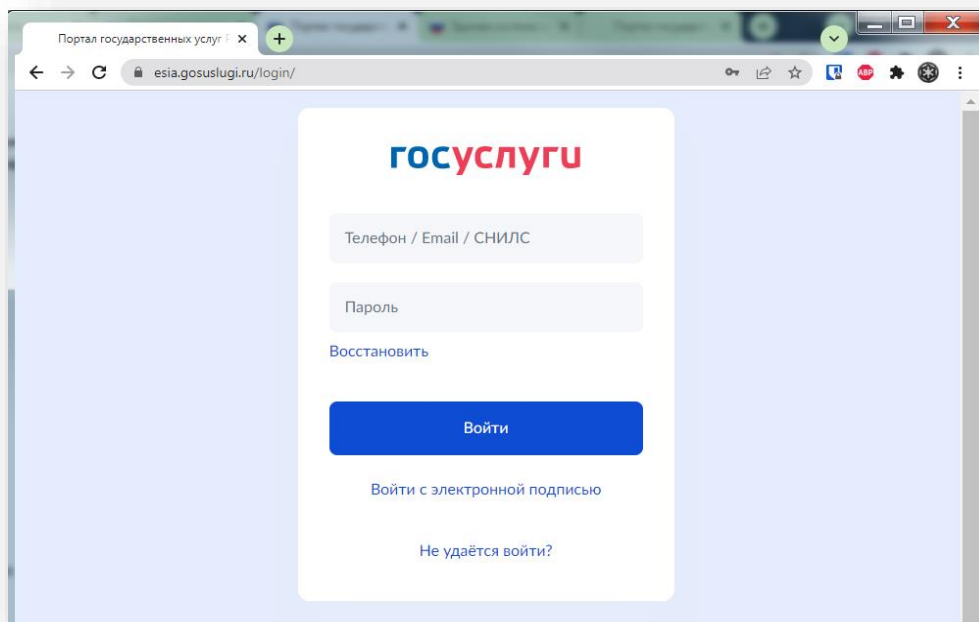 Портал государственных услуг Р
esia.gosuslugi.ru/login/
ABP
госуслуги
Телефон / Email / СНИЛС
Пароль
Восстановить
Войти
Войти с электронной подписью
Не удаётся войти?